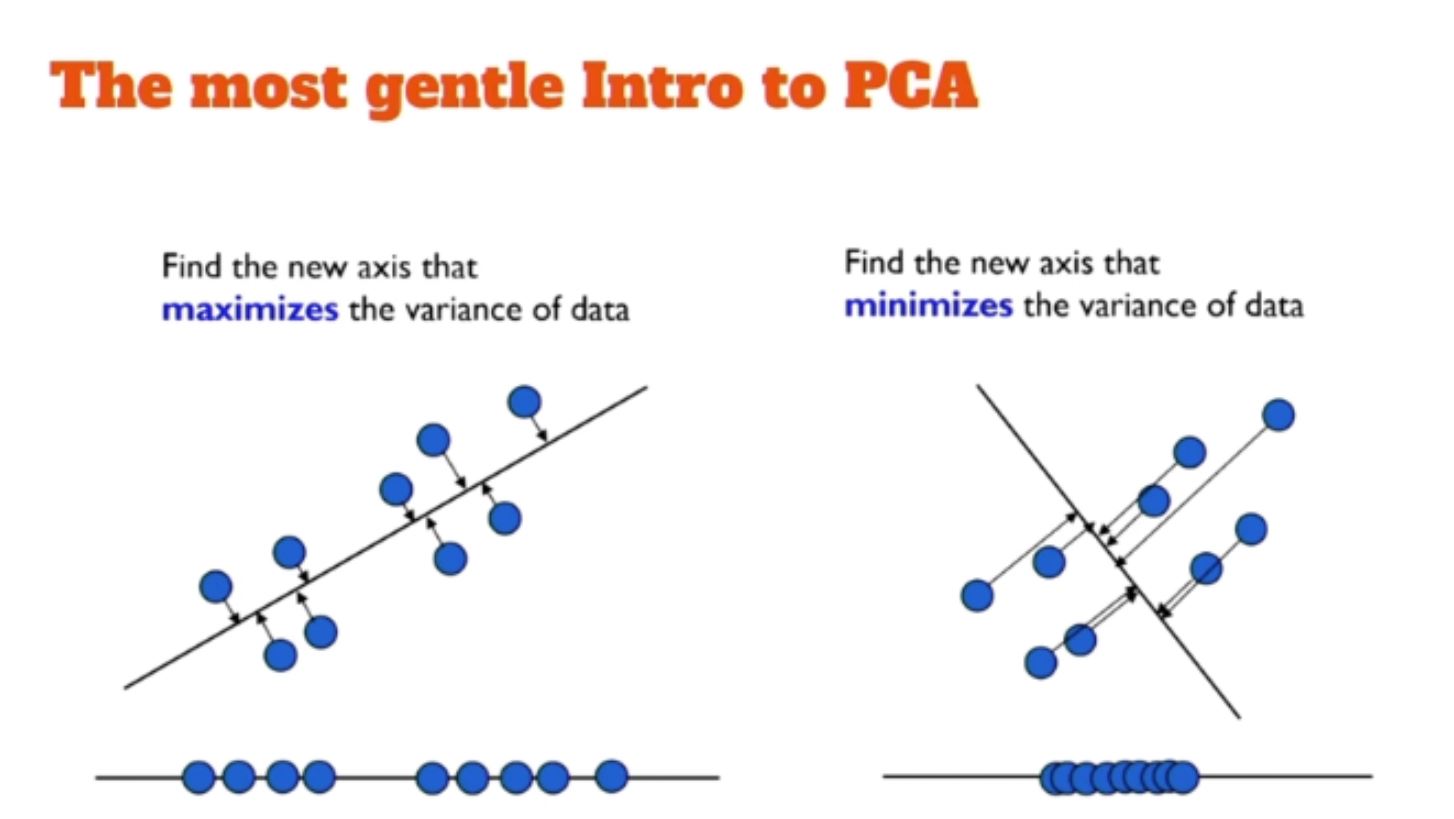 The most gentle Intro to PCA
Find the new axis that
maximizes the variance of data
Find the new axis that
minimizes the variance of data